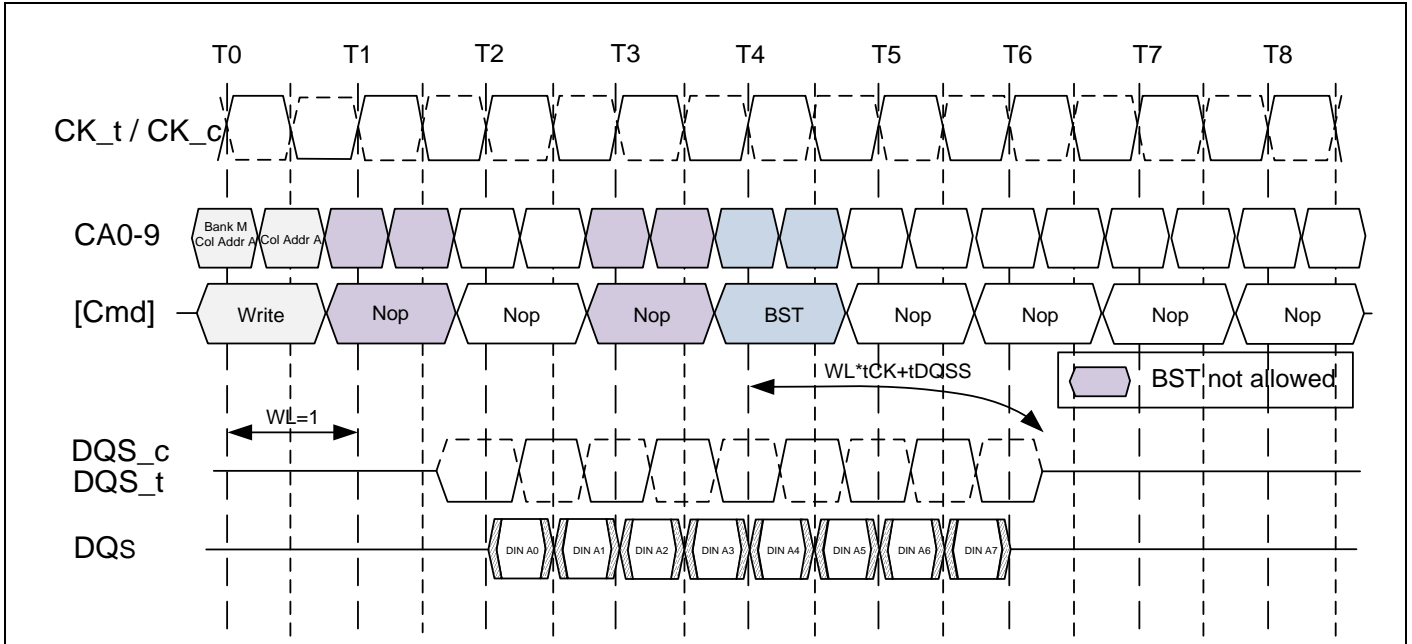 T0 T1 T2 T3 T4 T5 T6 T7 T8
CK_t / CK_c
CA0-9
Bank M
Col Addr A
Col Addr A
[Cmd]
Write Nop Nop Nop BST Nop Nop Nop Nop
WL*tCK+tDQSS
BST not allowed
WL=1
DQS_c
DQS_t
DQs
DIN A0 DIN A1 DIN A2 DIN A3 DIN A4 DIN A5 DIN A6 DIN A7